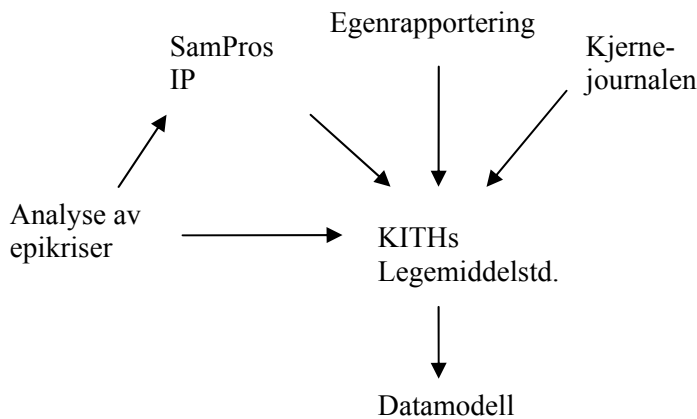 Egenrapportering
SamPros
IP
Kjerne-
journalen
Analyse av
epikriser
KITHs
Legemiddelstd.
Datamodell